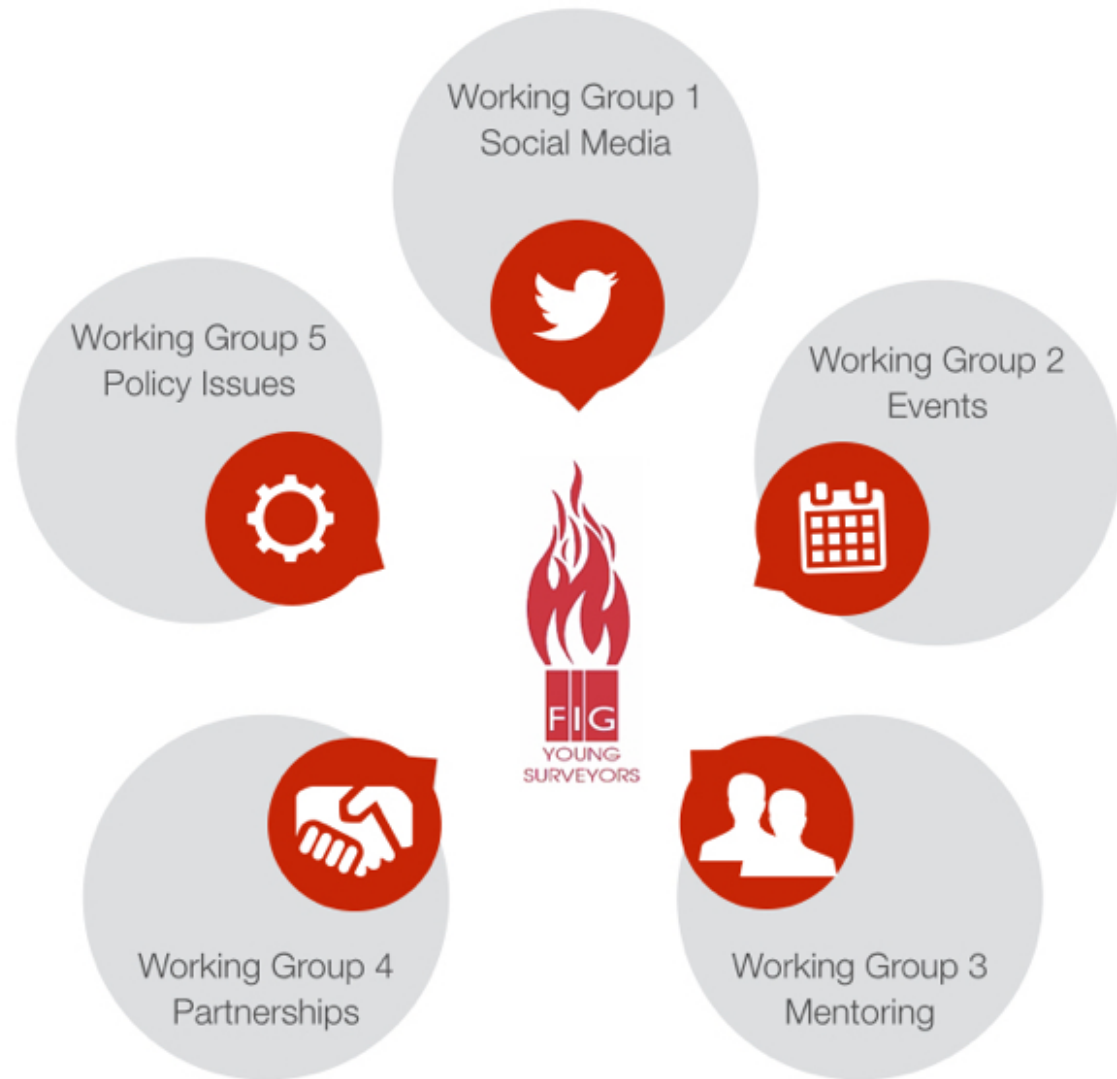 Working Group 1
Social Media
Working Group 2
Events
Working Group 3
Mentoring
Working Group 4
Partnerships
Working Group 5
Policy Issues
FIG
YOUNG
SURVEYORS